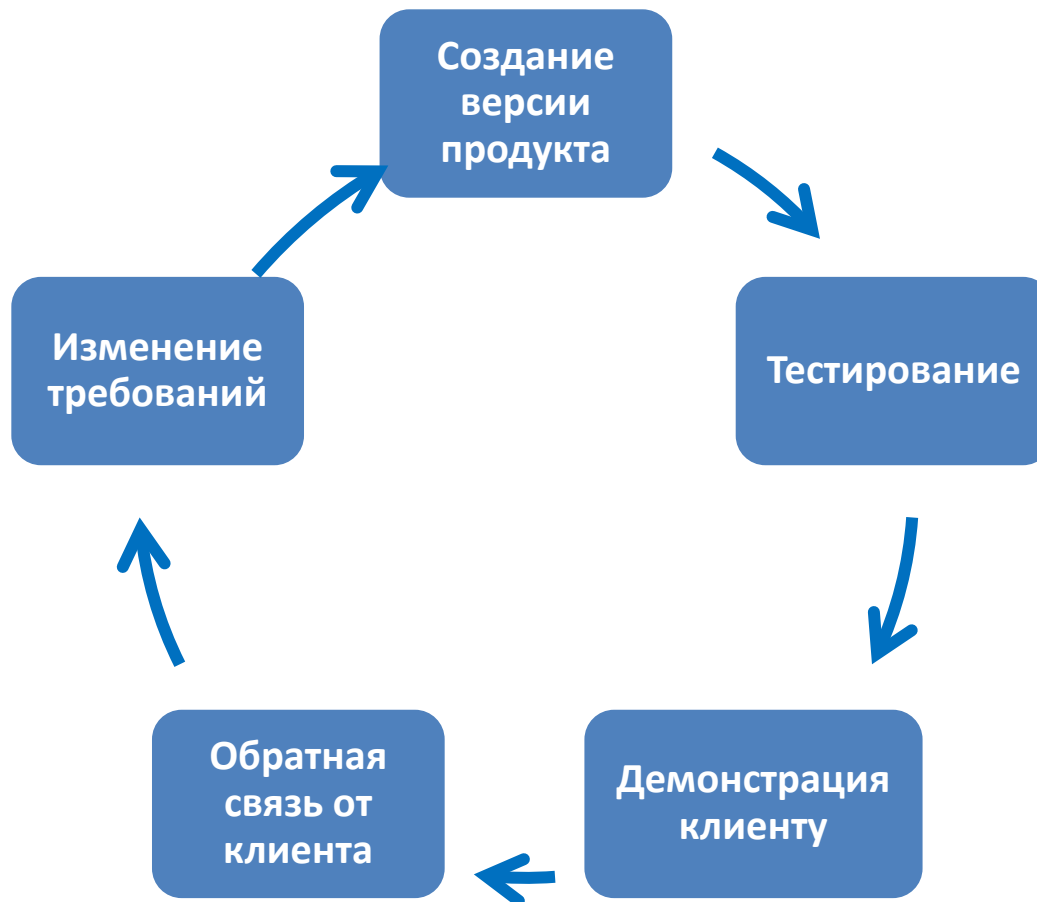 Создание
версии
продукта
Тестирование
Демонстрация
клиенту
Обратная
связь от
клиента
Изменение
требований